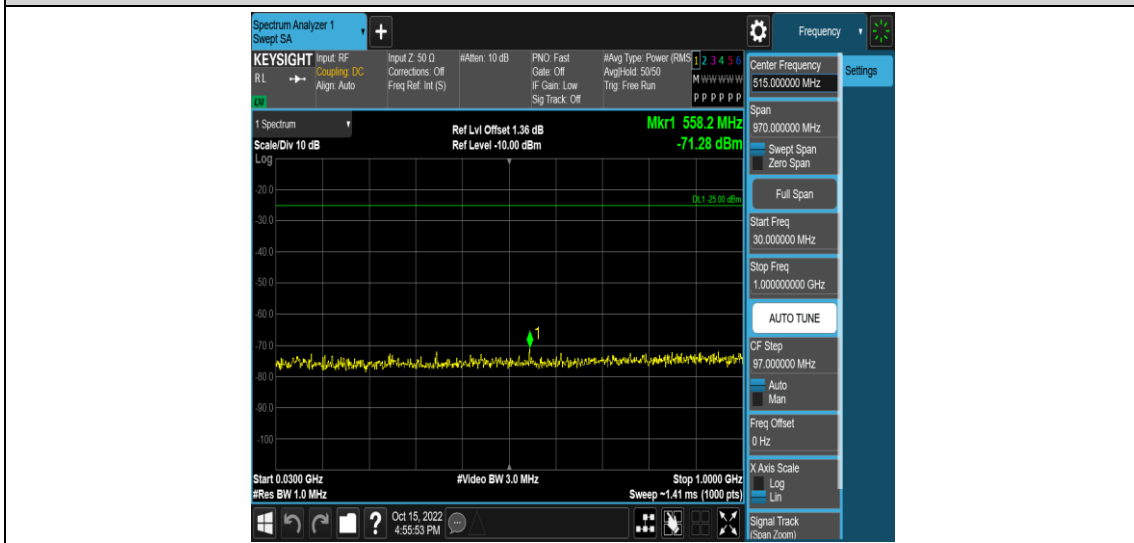 Spectrum Analyzer 1
Swept SA
+
Frequency
KEYSIGHT
RL
LXI
Input: RF
Coupling: DC
Align: Auto
Input Z: 50 Ω
Corrections: Off
Freq Ref: Int (S)
#Atten: 10 dB
PNO: Fast
Gate: Off
IF Gain: Low
Sig Track: Off
#Avg Type: Power (RMS
Avg|Hold: 50/50
Trig: Free Run
1 2 3 4 5 6
M W W W W W
P P P P P P
1 Spectrum
Scale/Div 10 dB
Log
Ref Lvl Offset 1.36 dB
Ref Level -10.00 dBm
Mkr1 558.2 MHz
-71.28 dBm
DL1 -25.00 dBm
-20.0
-30.0
-40.0
-50.0
-60.0
-70.0
-80.0
-90.0
-100
1
Start 0.0300 GHz
#Res BW 1.0 MHz
#Video BW 3.0 MHz
Stop 1.0000 GHz
Sweep ~1.41 ms (1000 pts)
?
Oct 15, 2022
4:55:53 PM
Center Frequency
515.000000 MHz
Settings
Span
970.000000 MHz
Swept Span
Zero Span
Full Span
Start Freq
30.000000 MHz
Stop Freq
1.000000000 GHz
AUTO TUNE
CF Step
97.000000 MHz
Auto
Man
Freq Offset
0 Hz
X Axis Scale
Log
Lin
Signal Track
(Span Zoom)